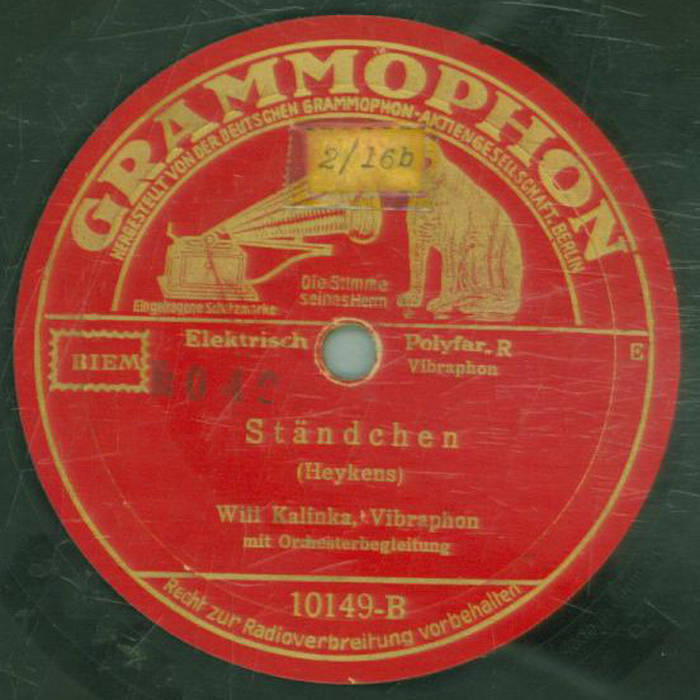 GRAMMOPHON
HERGESTELLT VON DER DEUTSCHEN GRAMMOPHON-AKTIENGESELLSCHAFT, BERLIN
2/16b
Die Stimme
seines Herrn
Eingetragene Schutzmarke
Elektrisch Polyfar„R
Vibraphon
BIEM
E
Ständchen
(Heykens)
Will Kalinka, Vibraphon
mit Orchesterbegleitung
10149-B
Recht zur Radioverbreitung vorbehalten